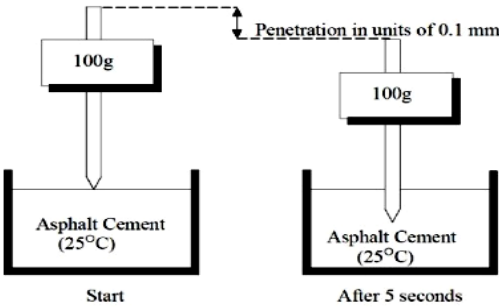 Penetration in units of 0.1 mm
100g
100g
Asphalt Cement
(25°C)
Asphalt Cement
(25°C)
Start
After 5 seconds